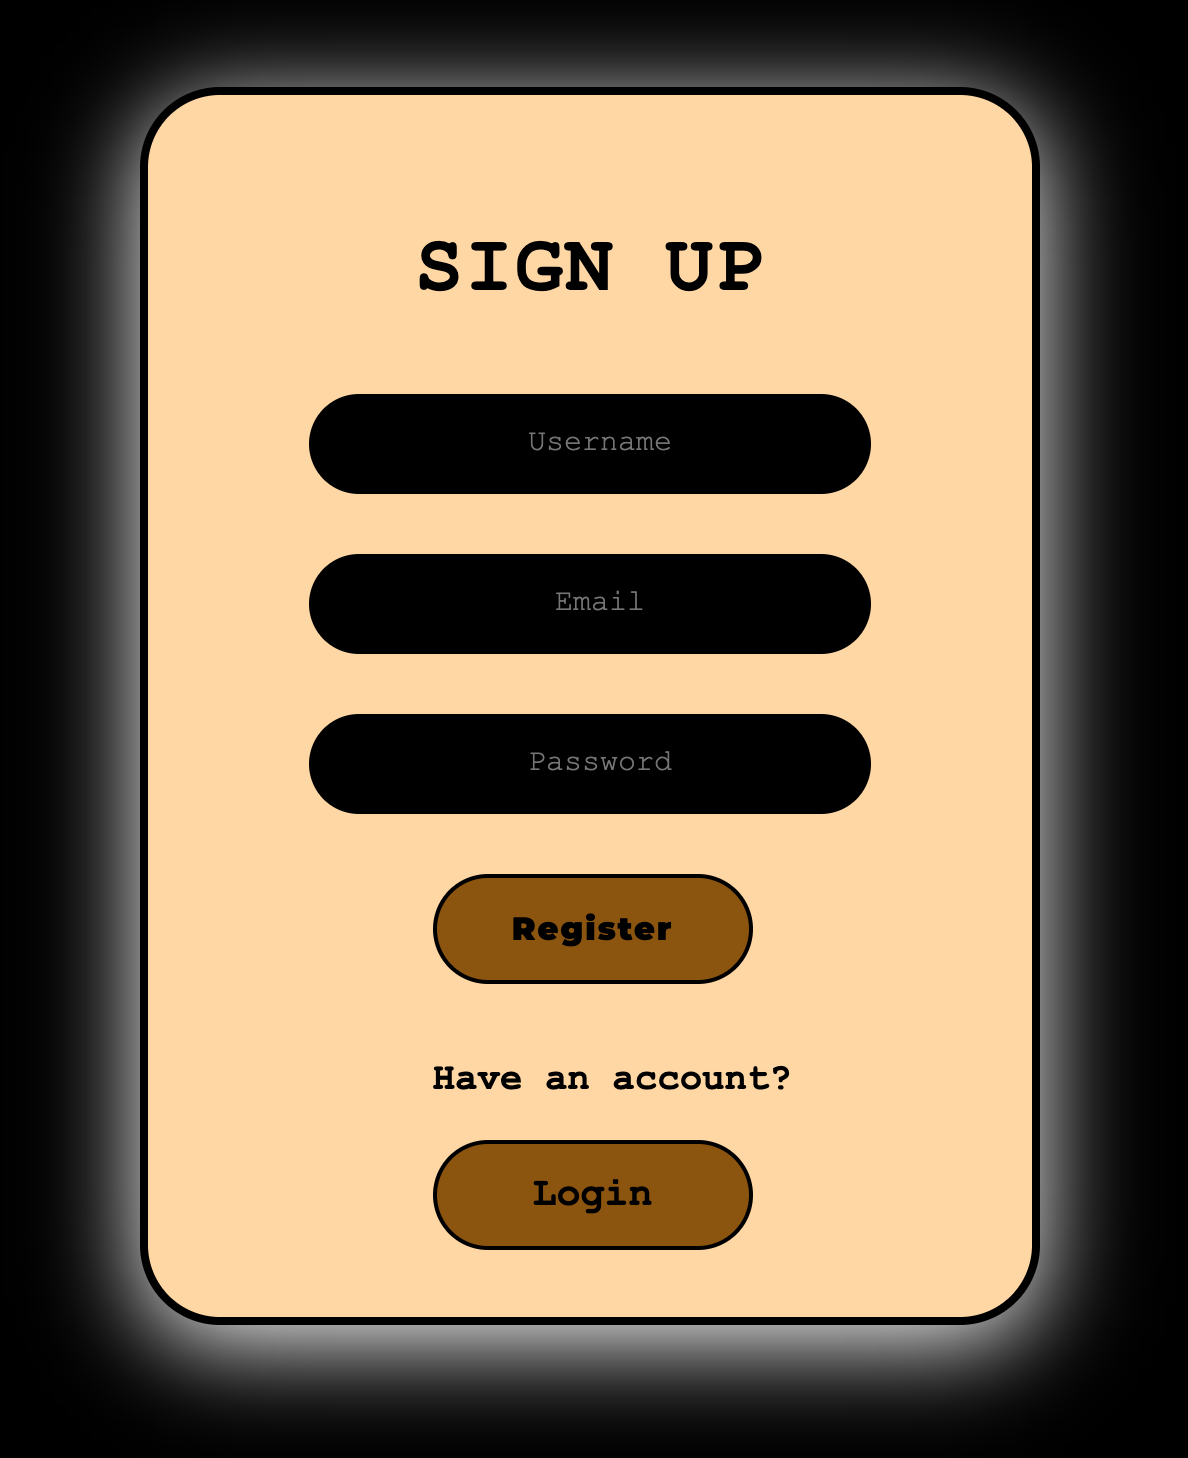 SIGN UP
Username
Email
Password
Register
Have an account?
Login